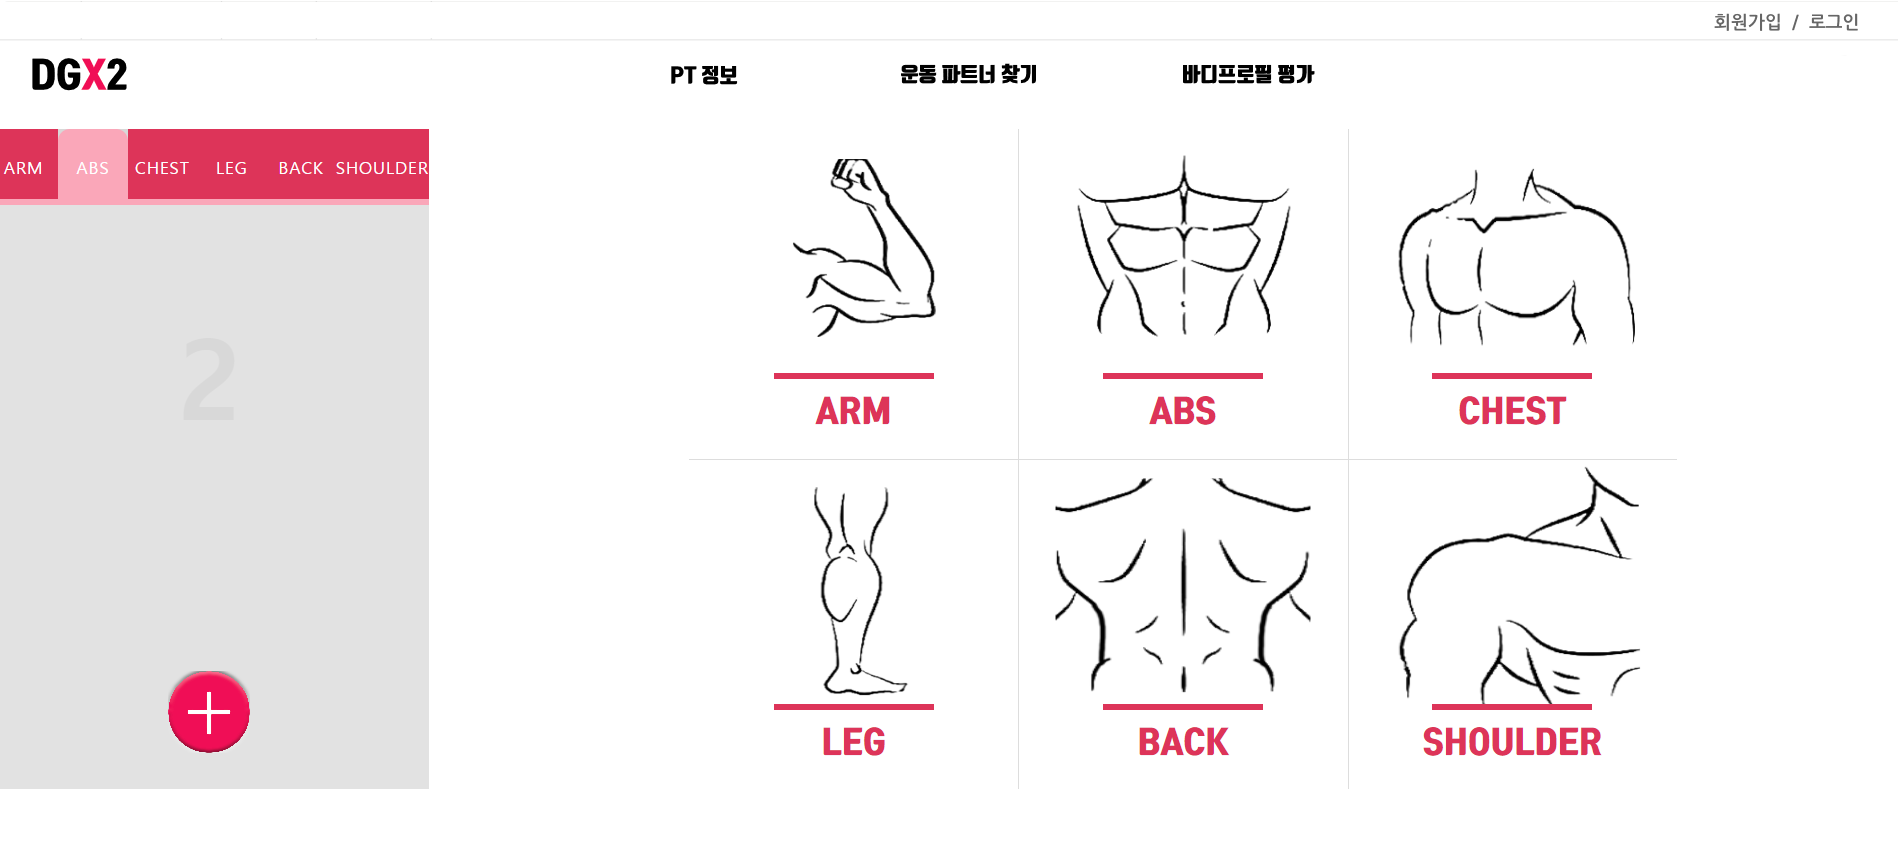 회원가입 / 로그인
DGX2
PT 정보 운동 파트너 찾기 바디프로필 평가
ARM ABS CHEST LEG BACK SHOULDER
2
ARM ABS CHEST
LEG BACK SHOULDER